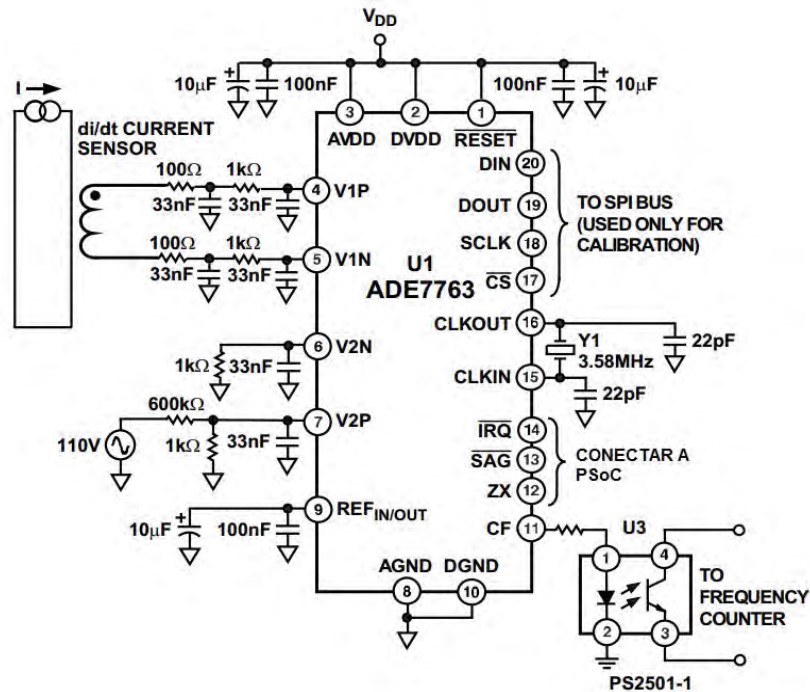 VDD
10µF
100nF
100nF
10µF
I
3
2
1
AVDD
DVDD
RESET
di/dt CURRENT
SENSOR
100Ω
1kΩ
33nF
33nF
4
V1P
100Ω
1kΩ
33nF
33nF
5
V1N
U1
ADE7763
DIN
20
DOUT
19
SCLK
18
CS
17
TO SPI BUS
(USED ONLY FOR
CALIBRATION)
6
V2N
1kΩ
33nF
CLKOUT
16
Y1
3.58MHz
22pF
CLKIN
15
22pF
600kΩ
7
V2P
110V
1kΩ
33nF
IRQ
14
SAG
13
ZX
12
CONECTAR A
PSoC
9
REFIN/OUT
10µF
100nF
CF
11
U3
AGND
DGND
8
10
1
4
2
3
TO
FREQUENCY
COUNTER
PS2501-1